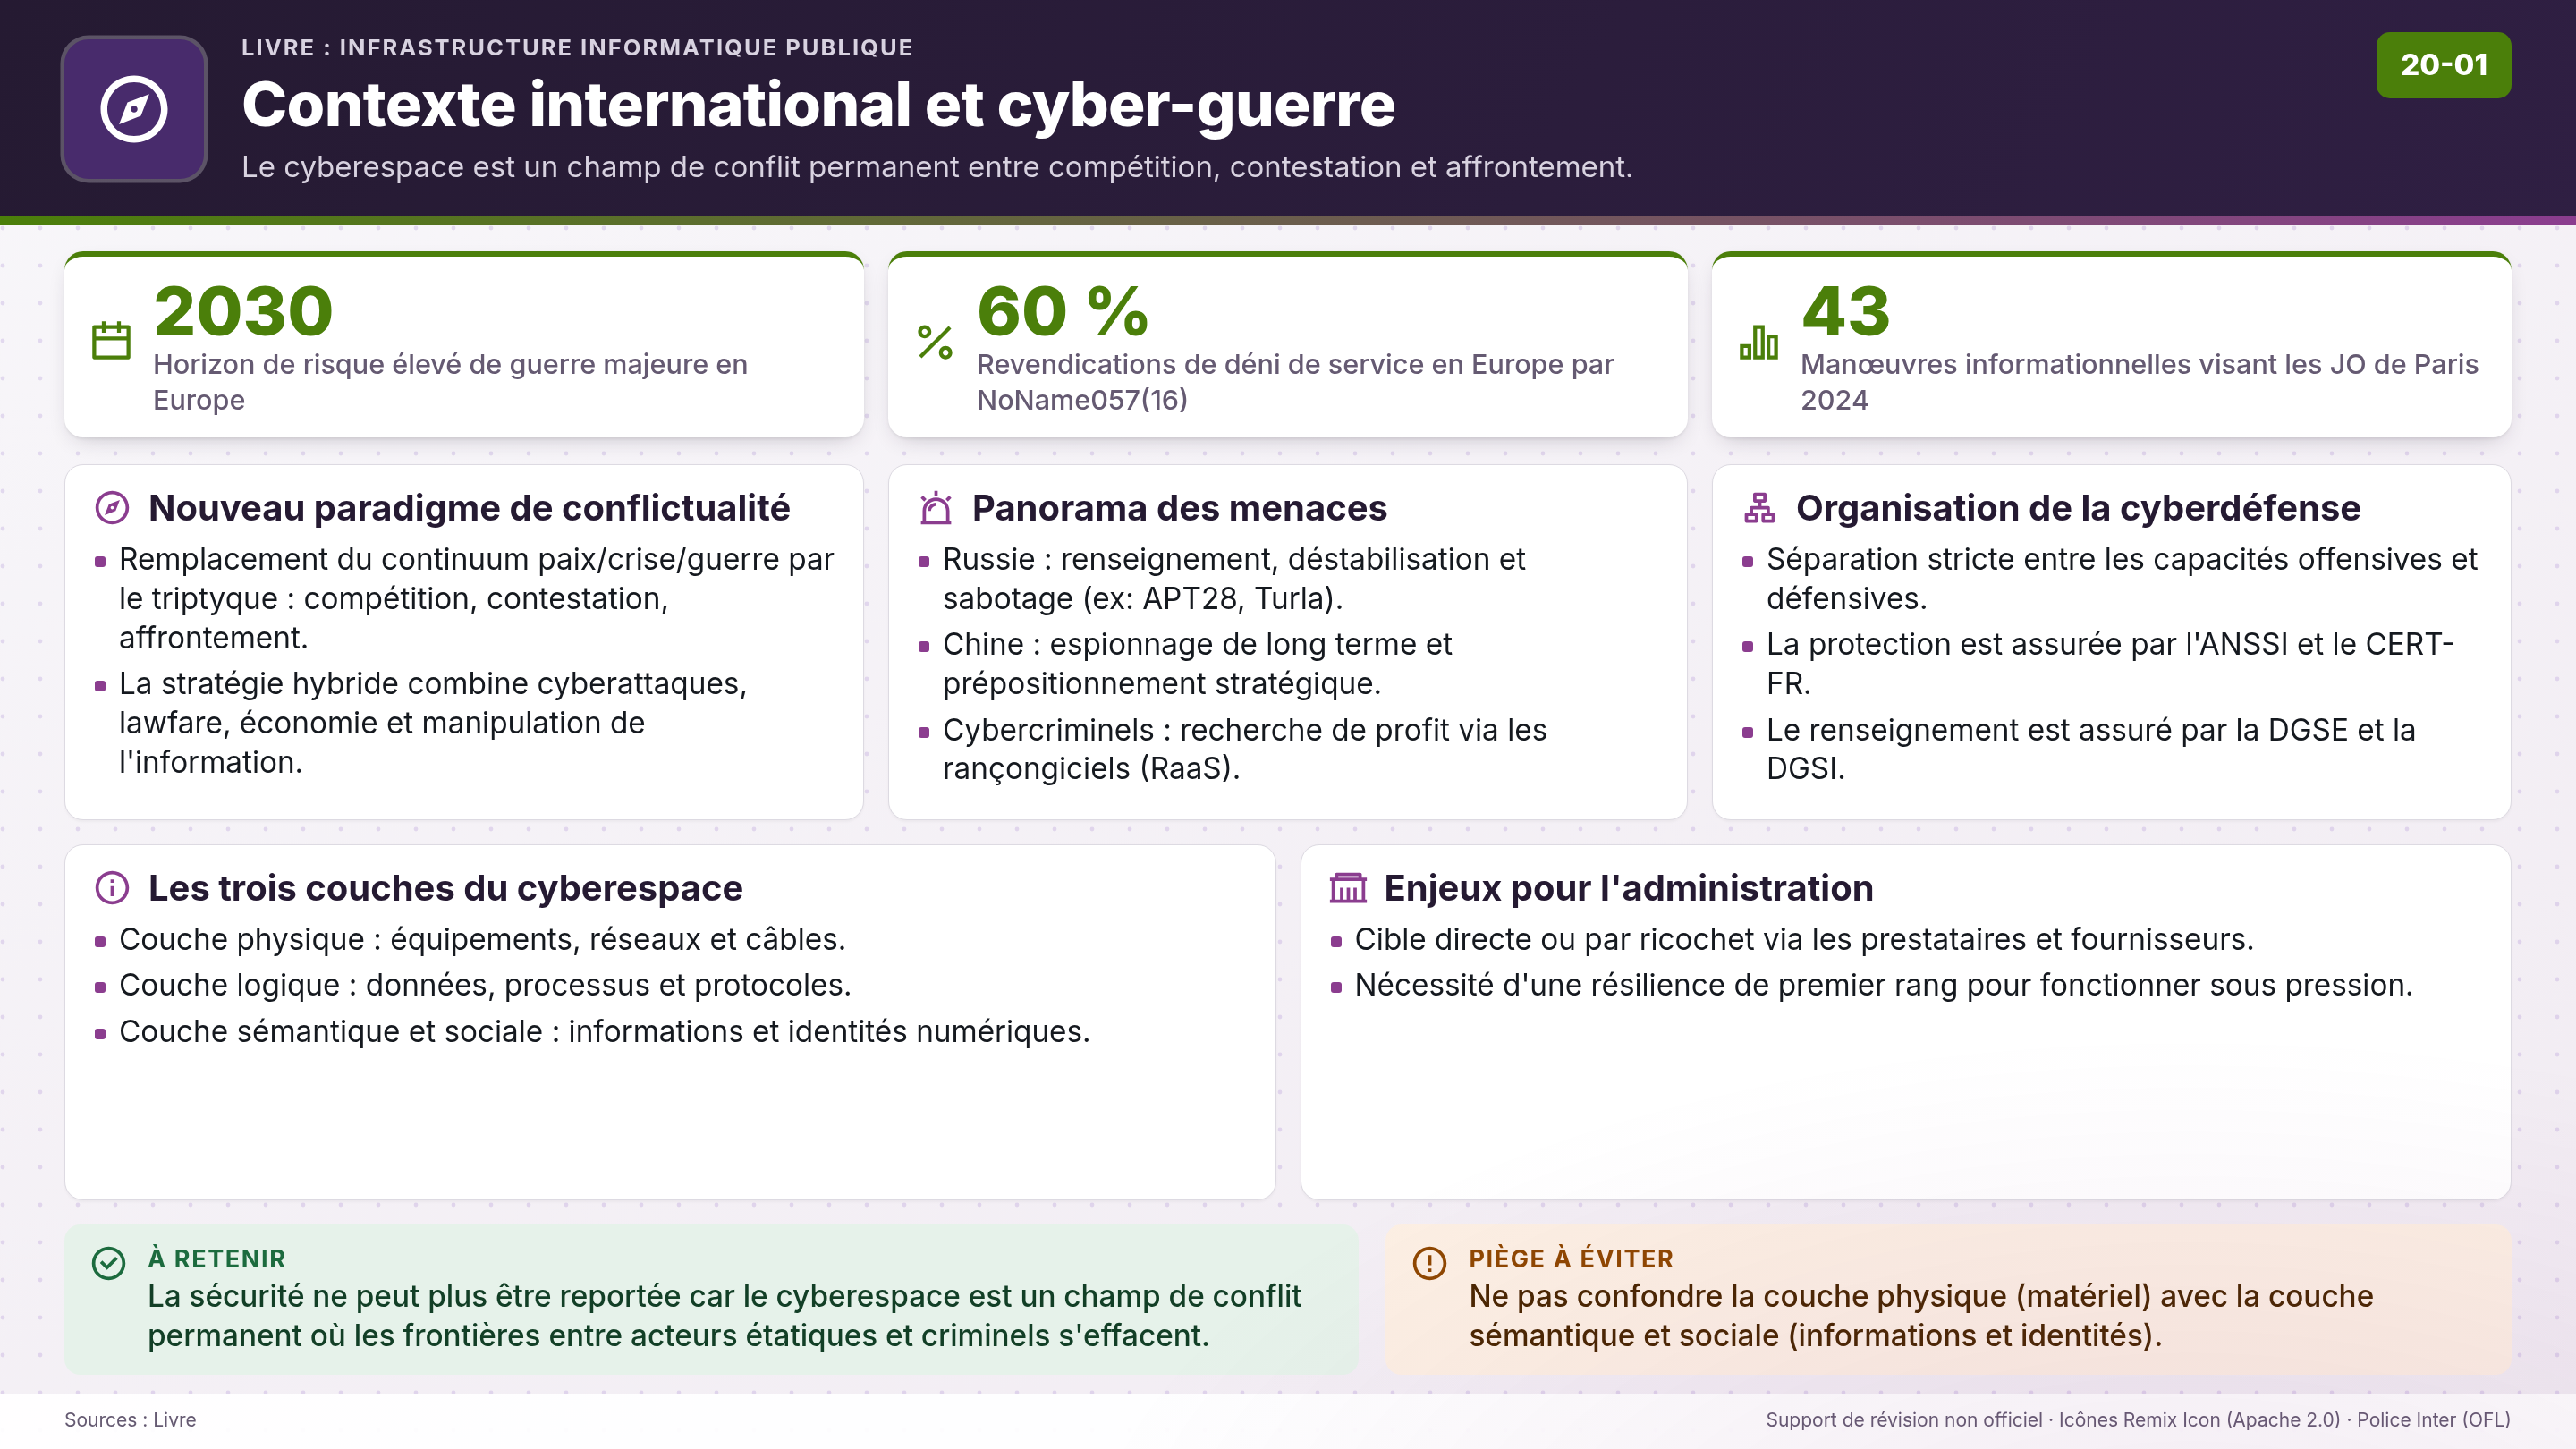 LIVRE : INFRASTRUCTURE INFORMATIQUE PUBLIQUE
Contexte international et cyber-guerre
Le cyberespace est un champ de conflit permanent entre compétition, contestation et affrontement.
20-01
2030
Horizon de risque élevé de guerre majeure en
Europe
60 %
Revendications de déni de service en Europe par
NoName057(16)
43
Manœuvres informationnelles visant les JO de Paris
2024
Nouveau paradigme de conflictualité
Remplacement du continuum paix/crise/guerre par
le triptyque : compétition, contestation,
affrontement.
La stratégie hybride combine cyberattaques,
lawfare, économie et manipulation de
l'information.
Panorama des menaces
Russie : renseignement, déstabilisation et
sabotage (ex: APT28, Turla).
Chine : espionnage de long terme et
prépositionnement stratégique.
Cybercriminels : recherche de profit via les
rançongiciels (RaaS).
Organisation de la cyberdéfense
Séparation stricte entre les capacités offensives et
défensives.
La protection est assurée par l'ANSSI et le CERT-
FR.
Le renseignement est assuré par la DGSE et la
DGSI.
Les trois couches du cyberespace
Couche physique : équipements, réseaux et câbles.
Couche logique : données, processus et protocoles.
Couche sémantique et sociale : informations et identités numériques.
Enjeux pour l'administration
Cible directe ou par ricochet via les prestataires et fournisseurs.
Nécessité d'une résilience de premier rang pour fonctionner sous pression.
À RETENIR
La sécurité ne peut plus être reportée car le cyberespace est un champ de conflit
permanent où les frontières entre acteurs étatiques et criminels s'effacent.
PIÈGE À ÉVITER
Ne pas confondre la couche physique (matériel) avec la couche
sémantique et sociale (informations et identités).
Sources : Livre
Support de révision non officiel · Icônes Remix Icon (Apache 2.0) · Police Inter (OFL)